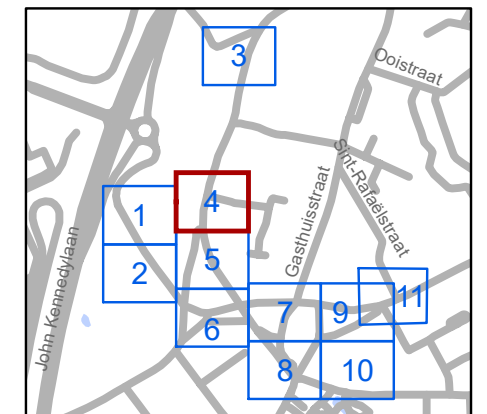 3
Ooistraat
Sint-Rafaëlstraat
4
1
Gasthuisstraat
5
2
11
7
9
John Kennedylaan
6
8
10